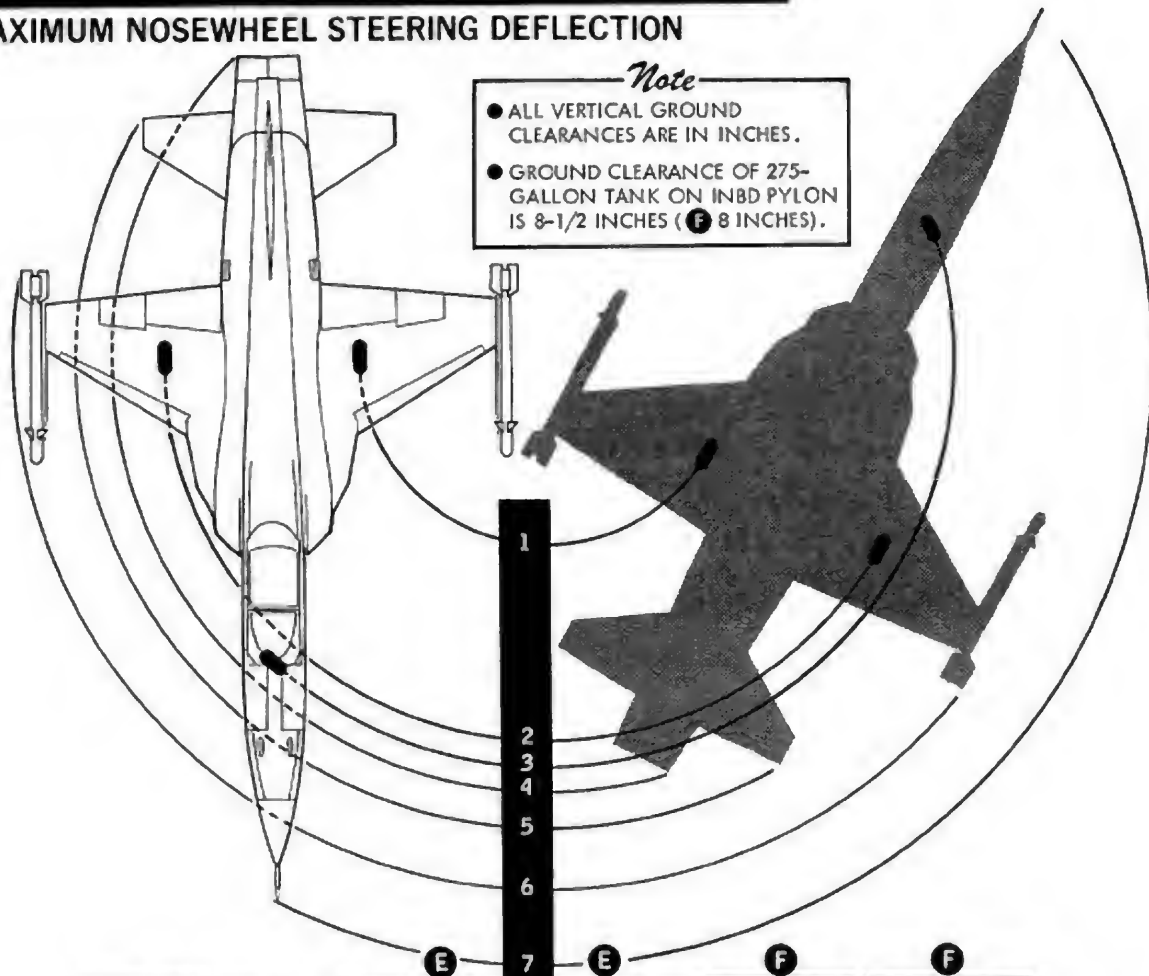 AXIMUM NOSEWHEEL STEERING DEFLECTION
Note
● ALL VERTICAL GROUND
CLEARANCES ARE IN INCHES.
● GROUND CLEARANCE OF 275-
GALLON TANK ON INBD PYLON
IS 8-1/2 INCHES (F 8 INCHES).
1
2
3
4
5
6
E 7 E F F